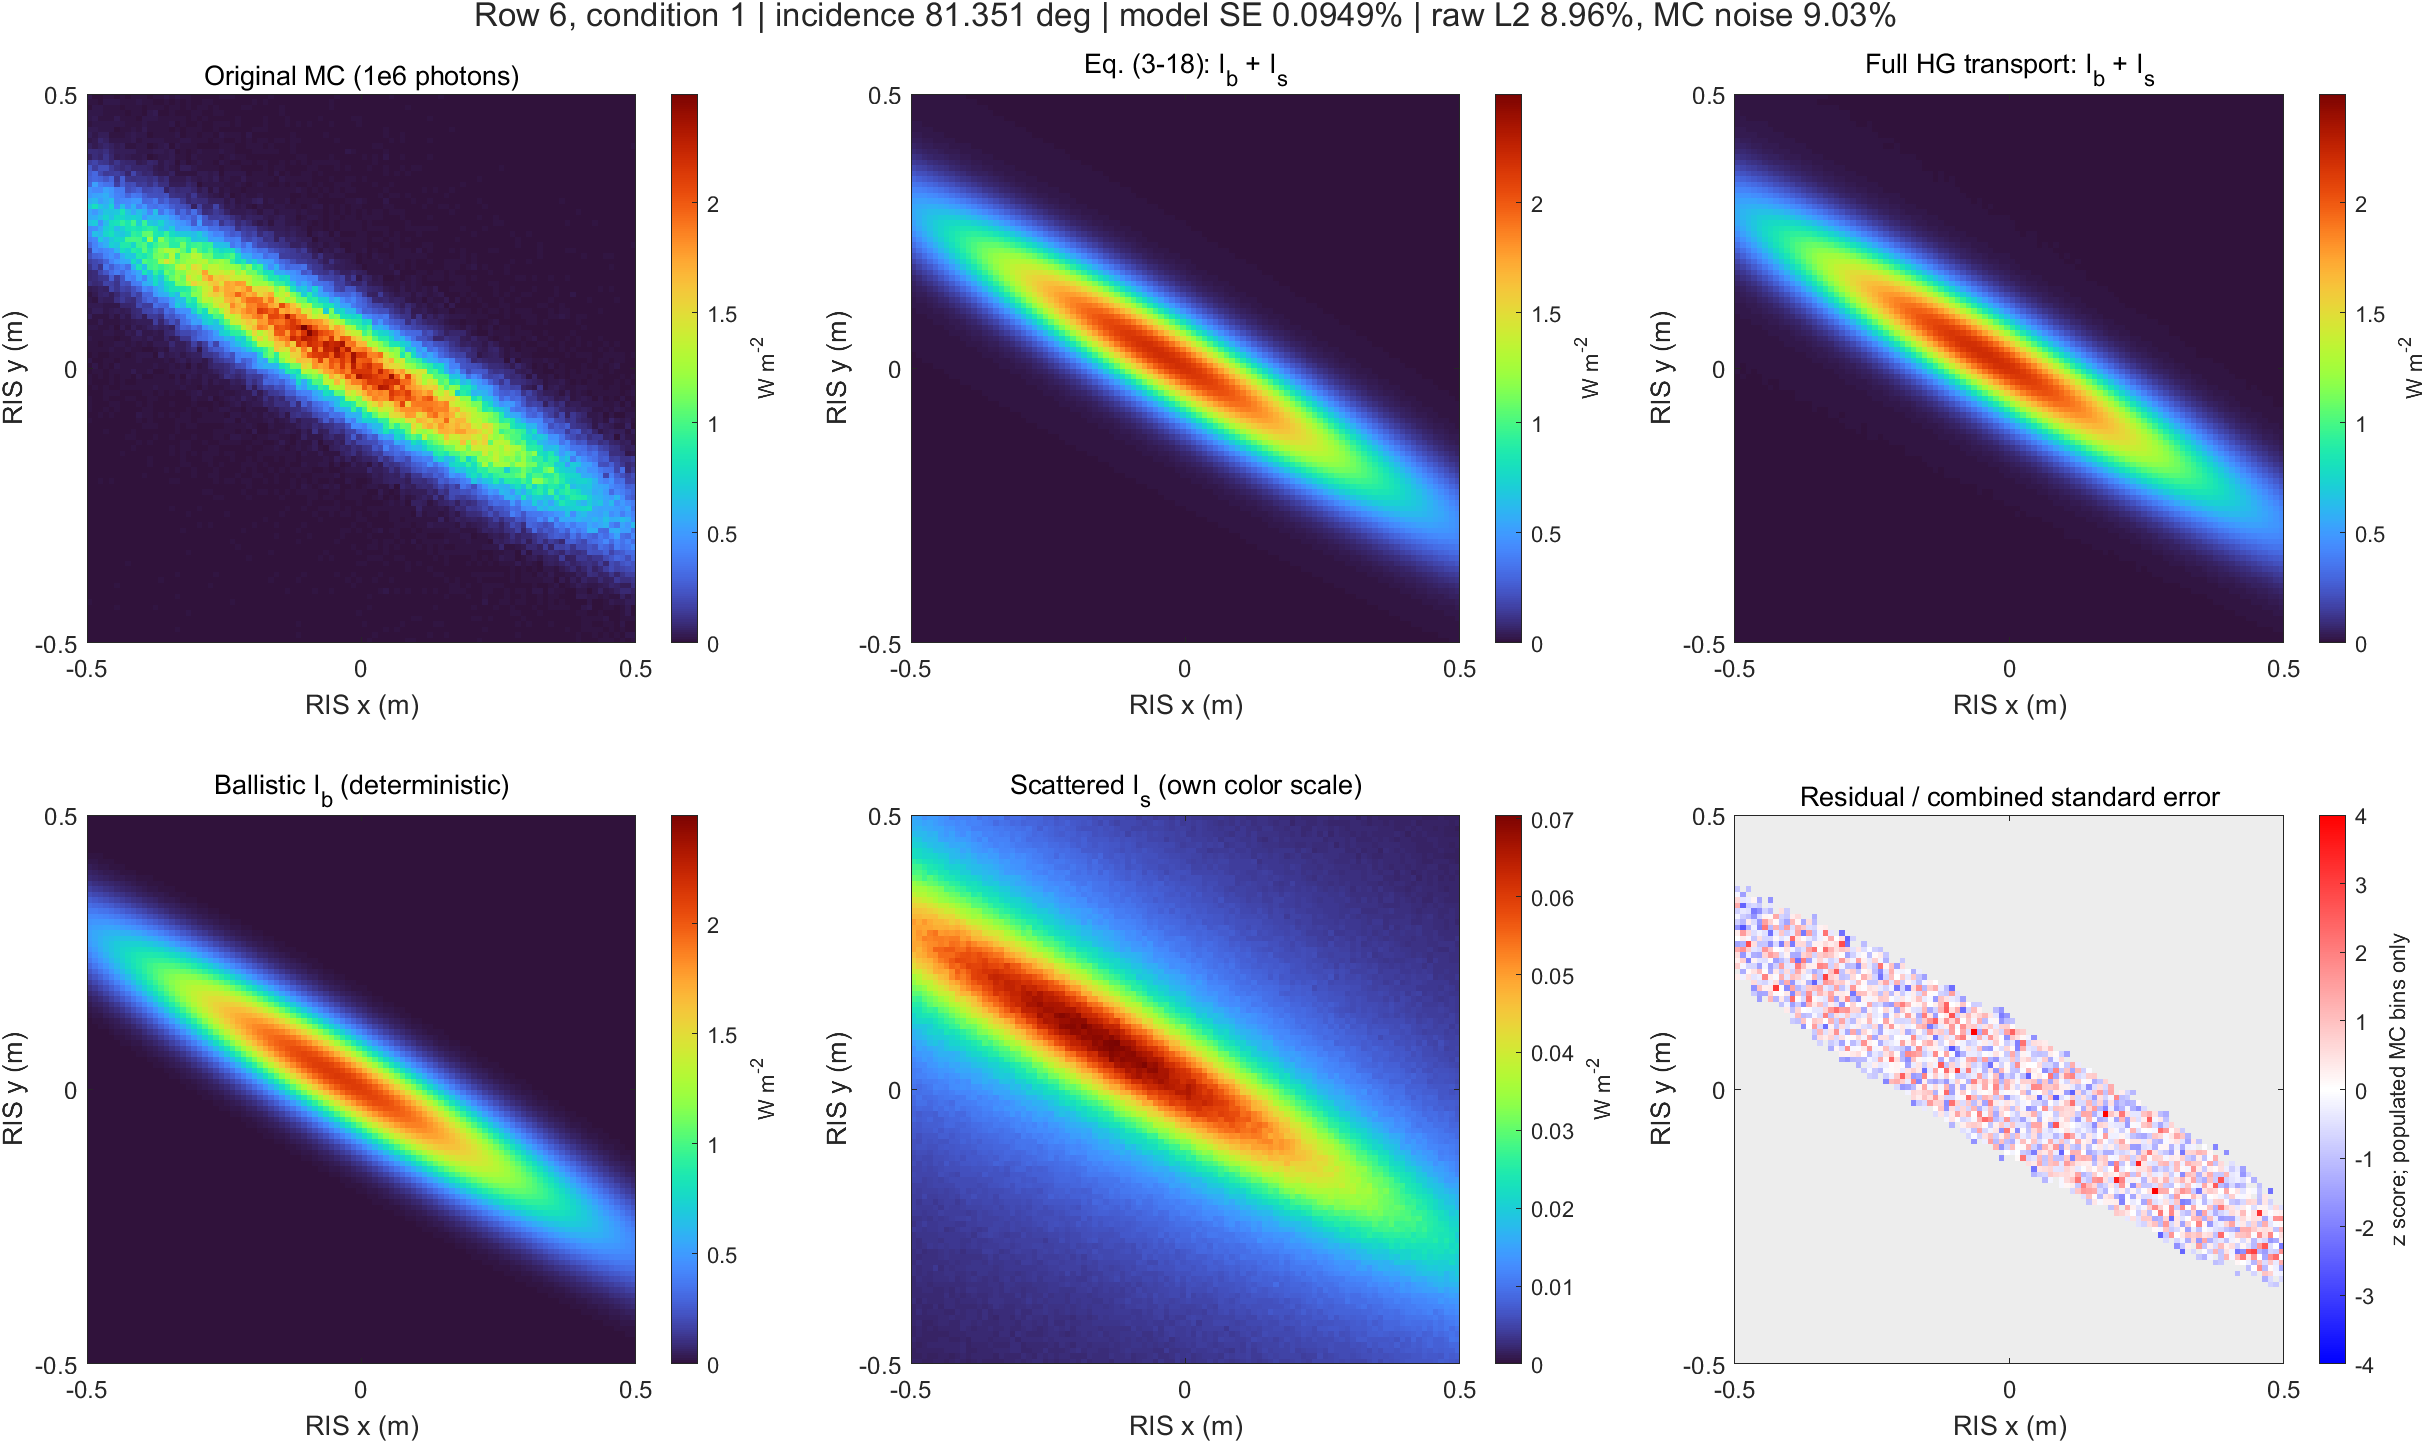 Row 6, condition 1 | incidence 81.351 deg | model SE 0.0949% | raw L2 8.96%, MC noise 9.03%
Original MC (1e6 photons)
0.5
0
-0.5
-0.5
0
0.5
RIS y (m)
RIS x (m)
2
1.5
1
0.5
0
W m-2
Eq. (3-18): Ib + Is
0.5
0
-0.5
-0.5
0
0.5
RIS y (m)
RIS x (m)
2
1.5
1
0.5
0
W m-2
Full HG transport: Ib + Is
0.5
0
-0.5
-0.5
0
0.5
RIS y (m)
RIS x (m)
2
1.5
1
0.5
0
W m-2
Ballistic Ib (deterministic)
0.5
0
-0.5
-0.5
0
0.5
RIS y (m)
RIS x (m)
2
1.5
1
0.5
0
W m-2
Scattered Is (own color scale)
0.5
0
-0.5
-0.5
0
0.5
RIS y (m)
RIS x (m)
0.07
0.06
0.05
0.04
0.03
0.02
0.01
0
W m-2
Residual / combined standard error
0.5
0
-0.5
-0.5
0
0.5
RIS y (m)
RIS x (m)
4
3
2
1
0
-1
-2
-3
-4
z score; populated MC bins only